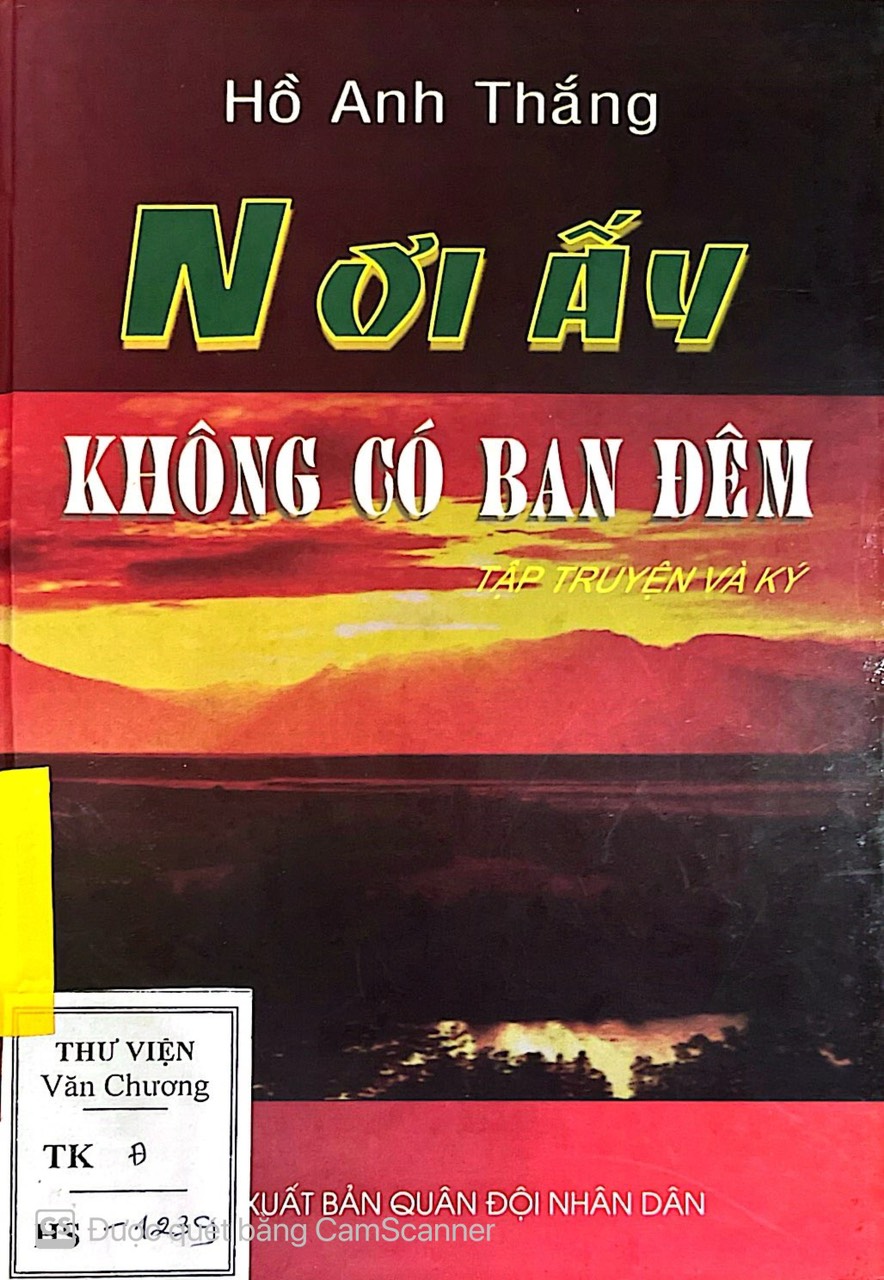 Hồ Anh Thắng
NƠI ẤY
KHÔNG CÓ BAN ĐÊM
TẬP TRUYỆN VÀ KÝ
THƯ VIỆN
Văn Chương
TK Đ
XUẤT BẢN QUÂN ĐỘI NHÂN DÂN
CS Được quét bằng CamScanner